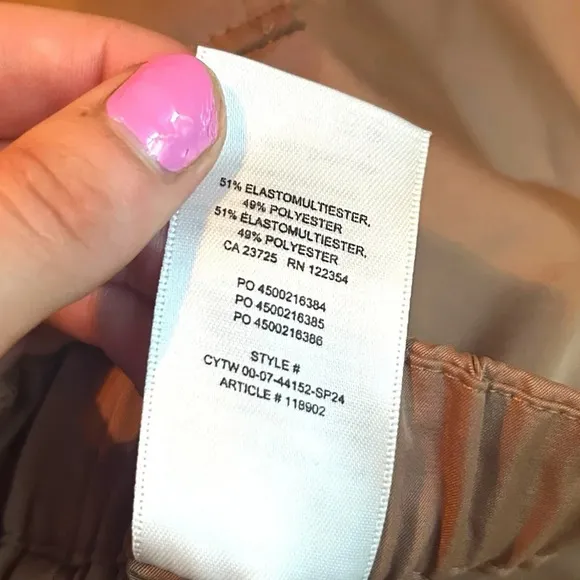 51% ELASTOMULTIESTER,
49% POLYESTER
51% ELASTOMULTIESTER,
49% POLYESTER
CA 23725 RN 122354
PO 4500216384
PO 4500216385
PO 4500216386
STYLE #
CYTW 00-07-44152-SP24
ARTICLE # 118902